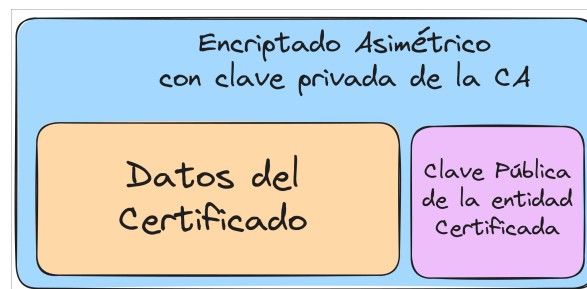 Encriptado Asimétrico
con clave privada de la CA
Datos del
Certificado
Clave Pública
de la entidad
Certificada